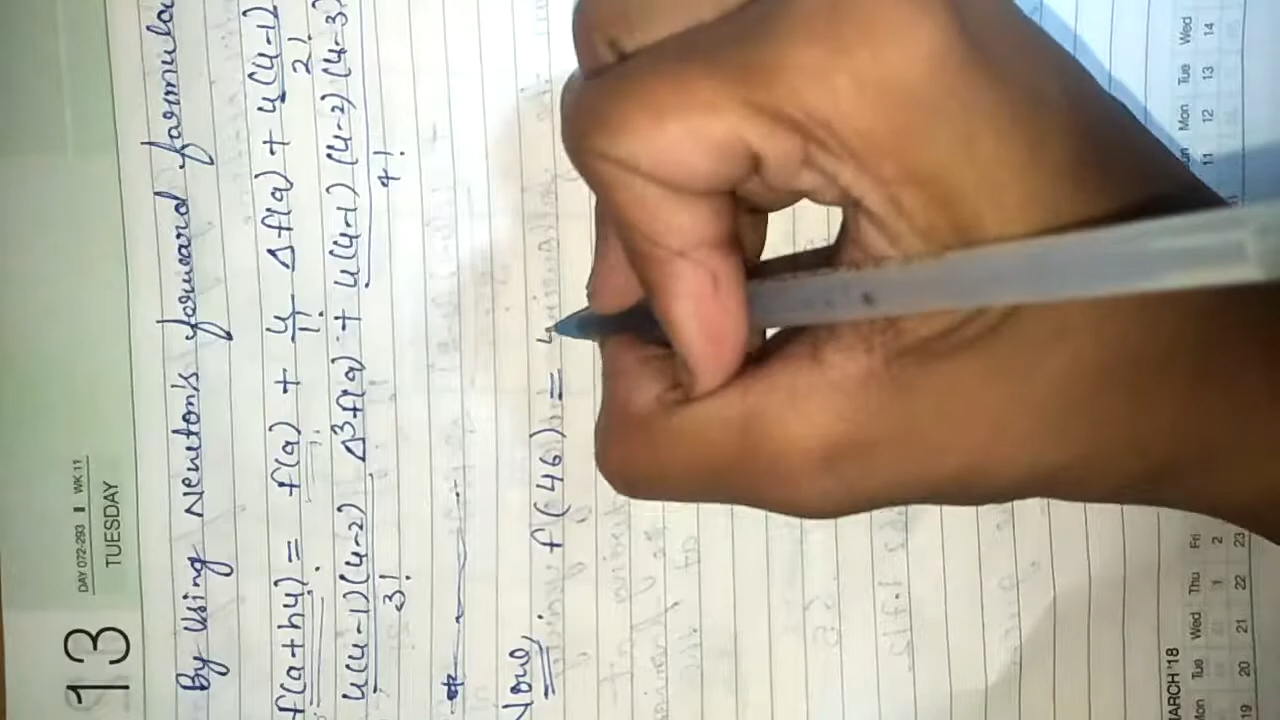 13
DAY 072-293 WK 11
TUESDAY
By Using Newton's forward formula
f(a+hu) = f(a) + u/1! Δf(a) + u(u-1)/2!
u(u-1)(u-2)/3! Δ³f(a) + u(u-1)(u-2)(u-3)/4!
Now, f(46) =
MARCH '18
Mon Tue Wed Thu Fri Mon Tue Wed
1 2 11 12 13 14
19 20 21 22 23